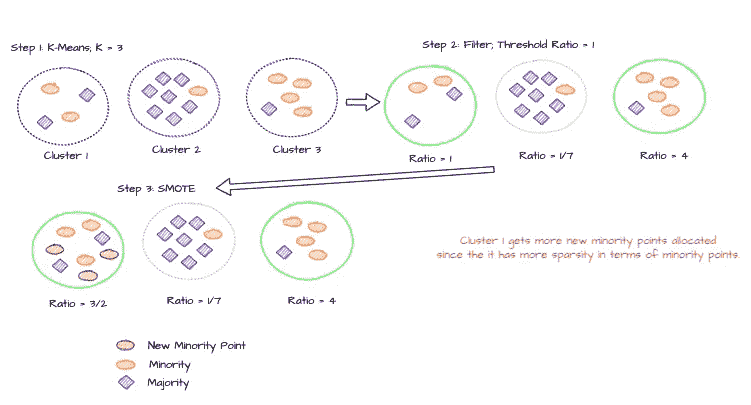 Step 1: K-Means; K = 3
Step 2: Filter; Threshold Ratio = 1
Cluster 1
Cluster 2
Cluster 3
Ratio = 1
Ratio = 1/7
Ratio = 4
Step 3: SMOTE
Cluster 1 gets more new minority points allocated
since the it has more sparsity in terms of minority points.
Ratio = 3/2
Ratio = 1/7
Ratio = 4
New Minority Point
Minority
Majority